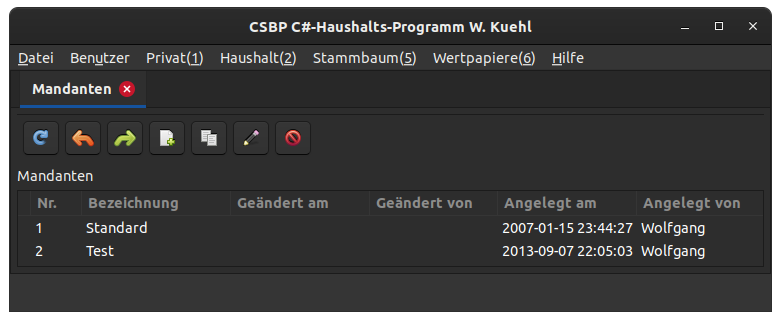 CSBP C#-Haushalts-Programm W. Kuehl
Datei Benutzer Privat(1) Haushalt(2) Stammbaum(5) Wertpapiere(6) Hilfe
Mandanten
Mandanten
Nr. Bezeichnung Geändert am Geändert von Angelegt am Angelegt von
1 Standard 2007-01-15 23:44:27 Wolfgang
2 Test 2013-09-07 22:05:03 Wolfgang